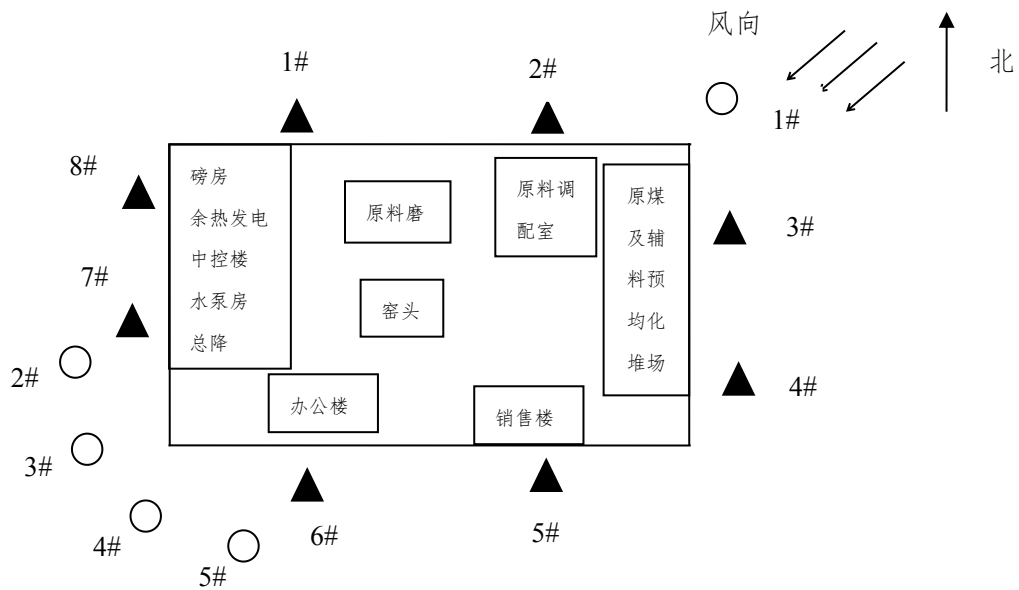 风向
北
1#
2#
1#
8#
磅房
余热发电
中控楼
水泵房
总降
原料磨
原料调
配室
原煤
及辅
料预
均化
堆场
3#
7#
窑头
2#
办公楼
销售楼
4#
3#
4#
5#
6#
5#